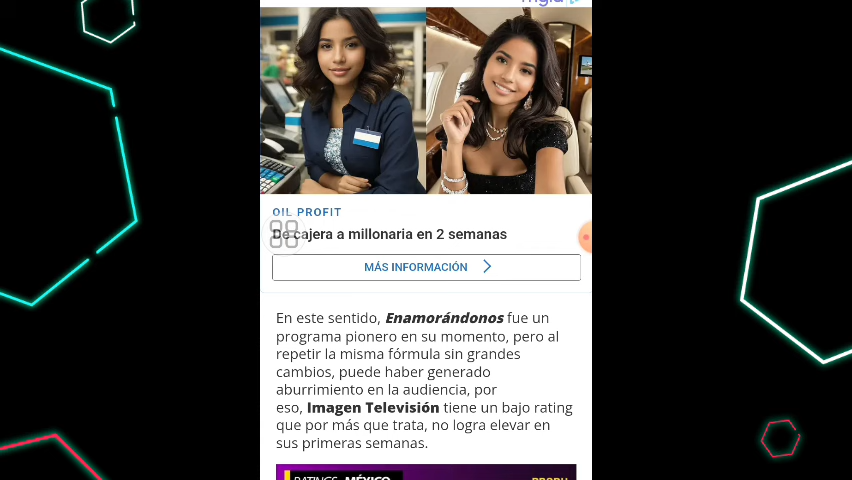 mgid
OIL PROFIT
De cajera a millonaria en 2 semanas
MÁS INFORMACIÓN
En este sentido, Enamorándonos fue un
programa pionero en su momento, pero al
repetir la misma fórmula sin grandes
cambios, puede haber generado
aburrimiento en la audiencia, por
eso, Imagen Televisión tiene un bajo rating
que por más que trata, no logra elevar en
sus primeras semanas.
RATINGS MÉXICO